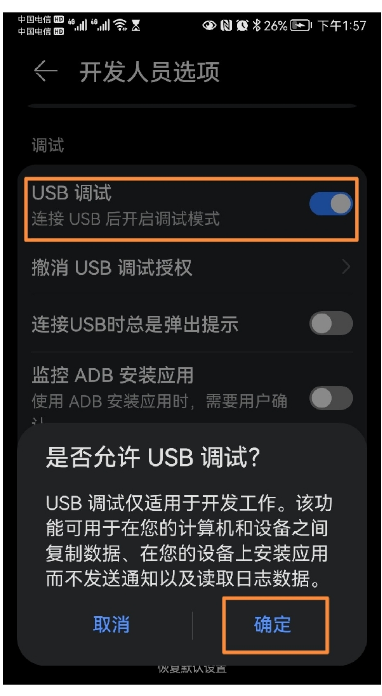 中国电信 HD 46 46 下午1:57
中国电信 HD 26%
开发人员选项
调试
USB 调试
连接 USB 后开启调试模式
撤消 USB 调试授权
连接USB时总是弹出提示
监控 ADB 安装应用
使用 ADB 安装应用时，需要用户确
是否允许 USB 调试？
USB 调试仅适用于开发工作。该功
能可用于在您的计算机和设备之间
复制数据、在您的设备上安装应用
而不发送通知以及读取日志数据。
取消 确定
恢复默认设置